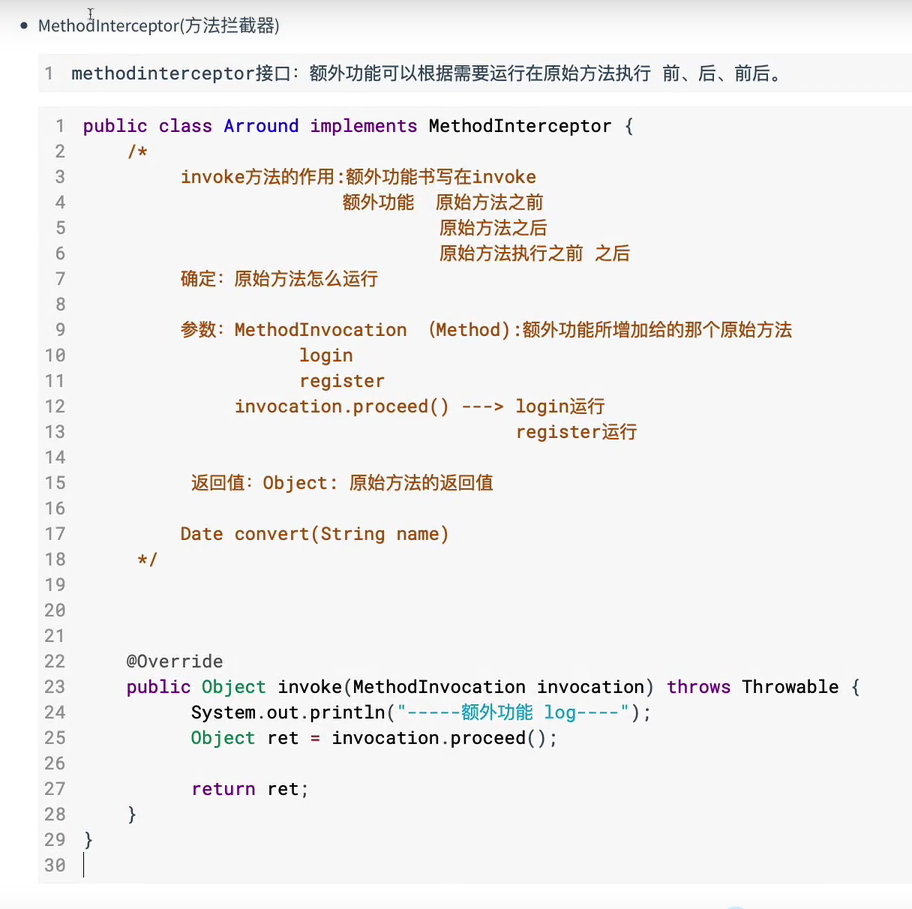 MethodInterceptor(方法拦截器)
1 methodinterceptor接口：额外功能可以根据需要运行在原始方法执行 前、后、前后。
1 public class Arround implements MethodInterceptor {
2 /*
3 invoke方法的作用:额外功能书写在invoke
4 额外功能 原始方法之前
5 原始方法之后
6 原始方法执行之前 之后
7 确定：原始方法怎么运行
8
9 参数：MethodInvocation （Method):额外功能所增加给的那个原始方法
10 login
11 register
12 invocation.proceed() ---> login运行
13 register运行
14
15 返回值：Object: 原始方法的返回值
16
17 Date convert(String name)
18 */
19
20
21
22 @Override
23 public Object invoke(MethodInvocation invocation) throws Throwable {
24 System.out.println("-----额外功能 log----");
25 Object ret = invocation.proceed();
26
27 return ret;
28 }
29 }
30